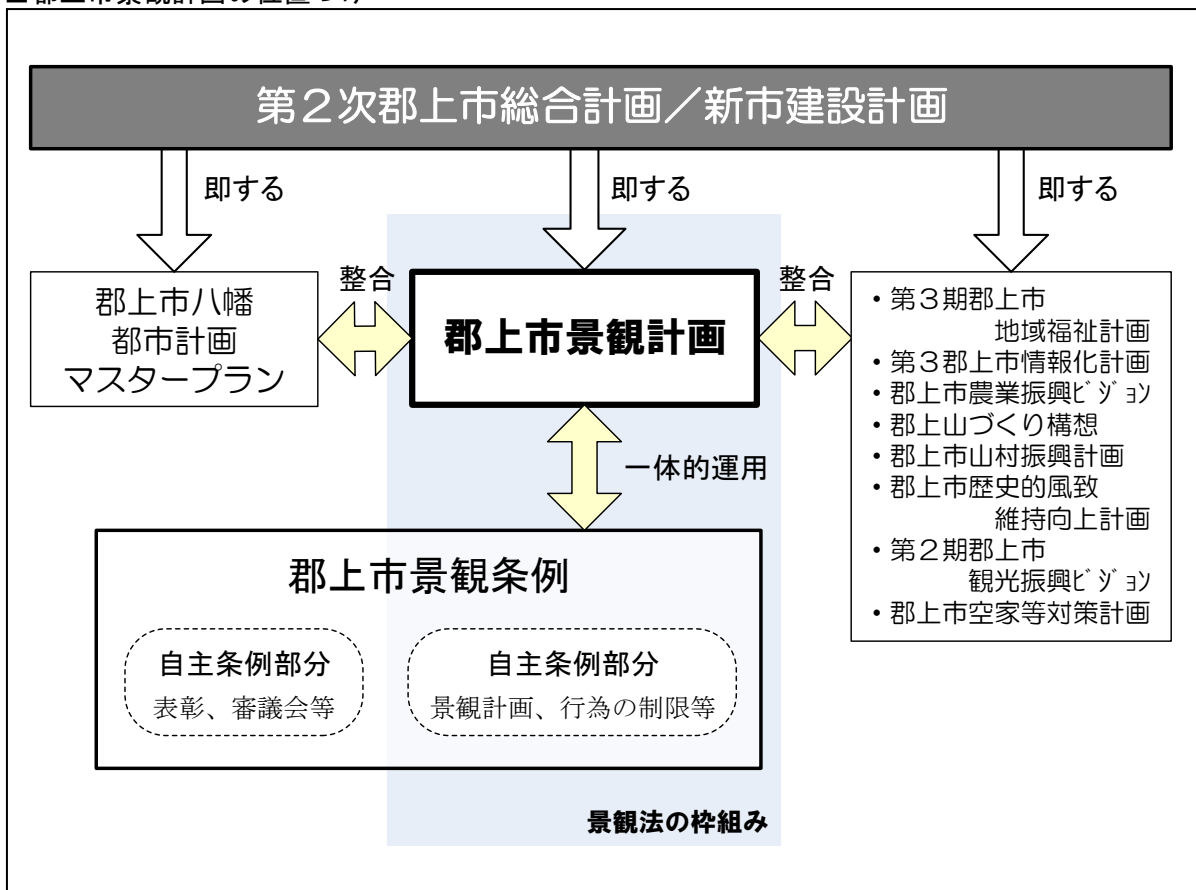 第２次郡上市総合計画／新市建設計画
即する
即する
即する
郡上市八幡
都市計画
マスタープラン
整合
郡上市景観計画
整合
・第３期郡上市
地域福祉計画
・第３郡上市情報化計画
・郡上市農業振興ﾋﾞｼﾞｮﾝ
・郡上山づくり構想
・郡上市山村振興計画
・郡上市歴史的風致
維持向上計画
・第２期郡上市
観光振興ﾋﾞｼﾞｮﾝ
・郡上市空家等対策計画
一体的運用
郡上市景観条例
自主条例部分
表彰、審議会等
自主条例部分
景観計画、行為の制限等
景観法の枠組み